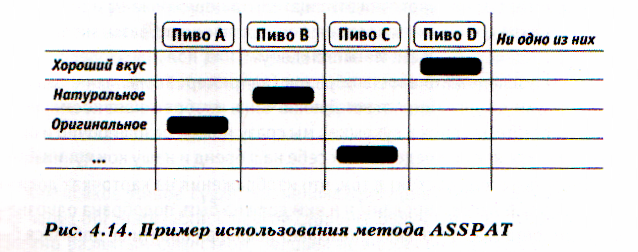 Пиво A Пиво B Пиво C Пиво D Ни одно из них
Хороший вкус
Натуральное
Оригинальное
...
Рис. 4.14. Пример использования метода ASSPAT